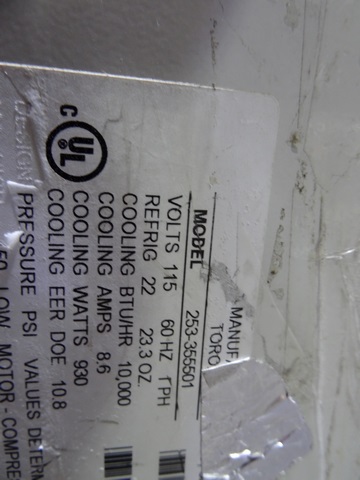 MANUFA
TORO
MODEL 253-355501
VOLTS 115 60 HZ 1PH
REFRIG 22 23.3 OZ.
COOLING BTU/HR 10,000
COOLING AMPS 8.6
COOLING WATTS 930
COOLING EER DOE 10.8
C UL
DESIGN PRESSURE PSI VALUES DETERM
LOW MOTOR-COMPRE